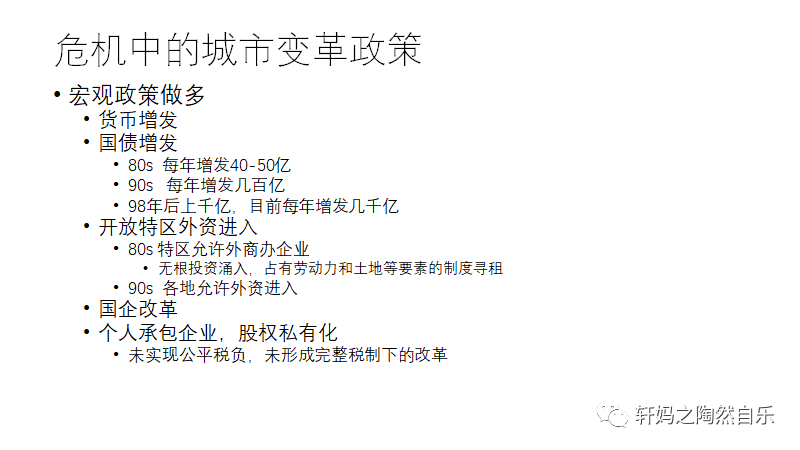 危机中的城市变革政策
• 宏观政策做多
• 货币增发
• 国债增发
• 80s 每年增发40-50亿
• 90s 每年增发几百亿
• 98年后上千亿，目前每年增发几千亿
• 开放特区外资进入
• 80s 特区允许外商办企业
• 无根投资涌入，占有劳动力和土地等要素的制度寻租
• 90s 各地允许外资进入
• 国企改革
• 个人承包企业，股权私有化
• 未实现公平税负，未形成完整税制下的改革
轩妈之陶然自乐